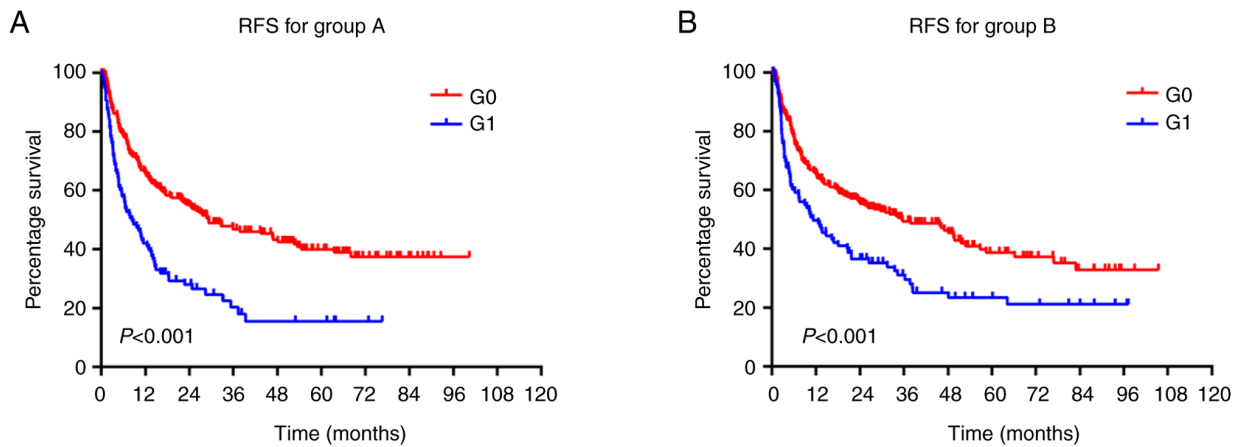 A
RFS for group A
Percentage survival
100
80
60
40
20
0
G0
G1
P<0.001
0 12 24 36 48 60 72 84 96 108 120
Time (months)
B
RFS for group B
Percentage survival
100
80
60
40
20
0
G0
G1
P<0.001
0 12 24 36 48 60 72 84 96 108 120
Time (months)